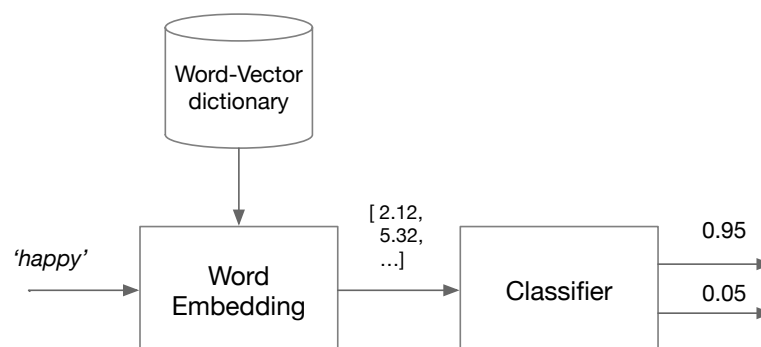 Word-Vector
dictionary
'happy'
Word
Embedding
[ 2.12,
5.32,
…]
Classifier
0.95
0.05